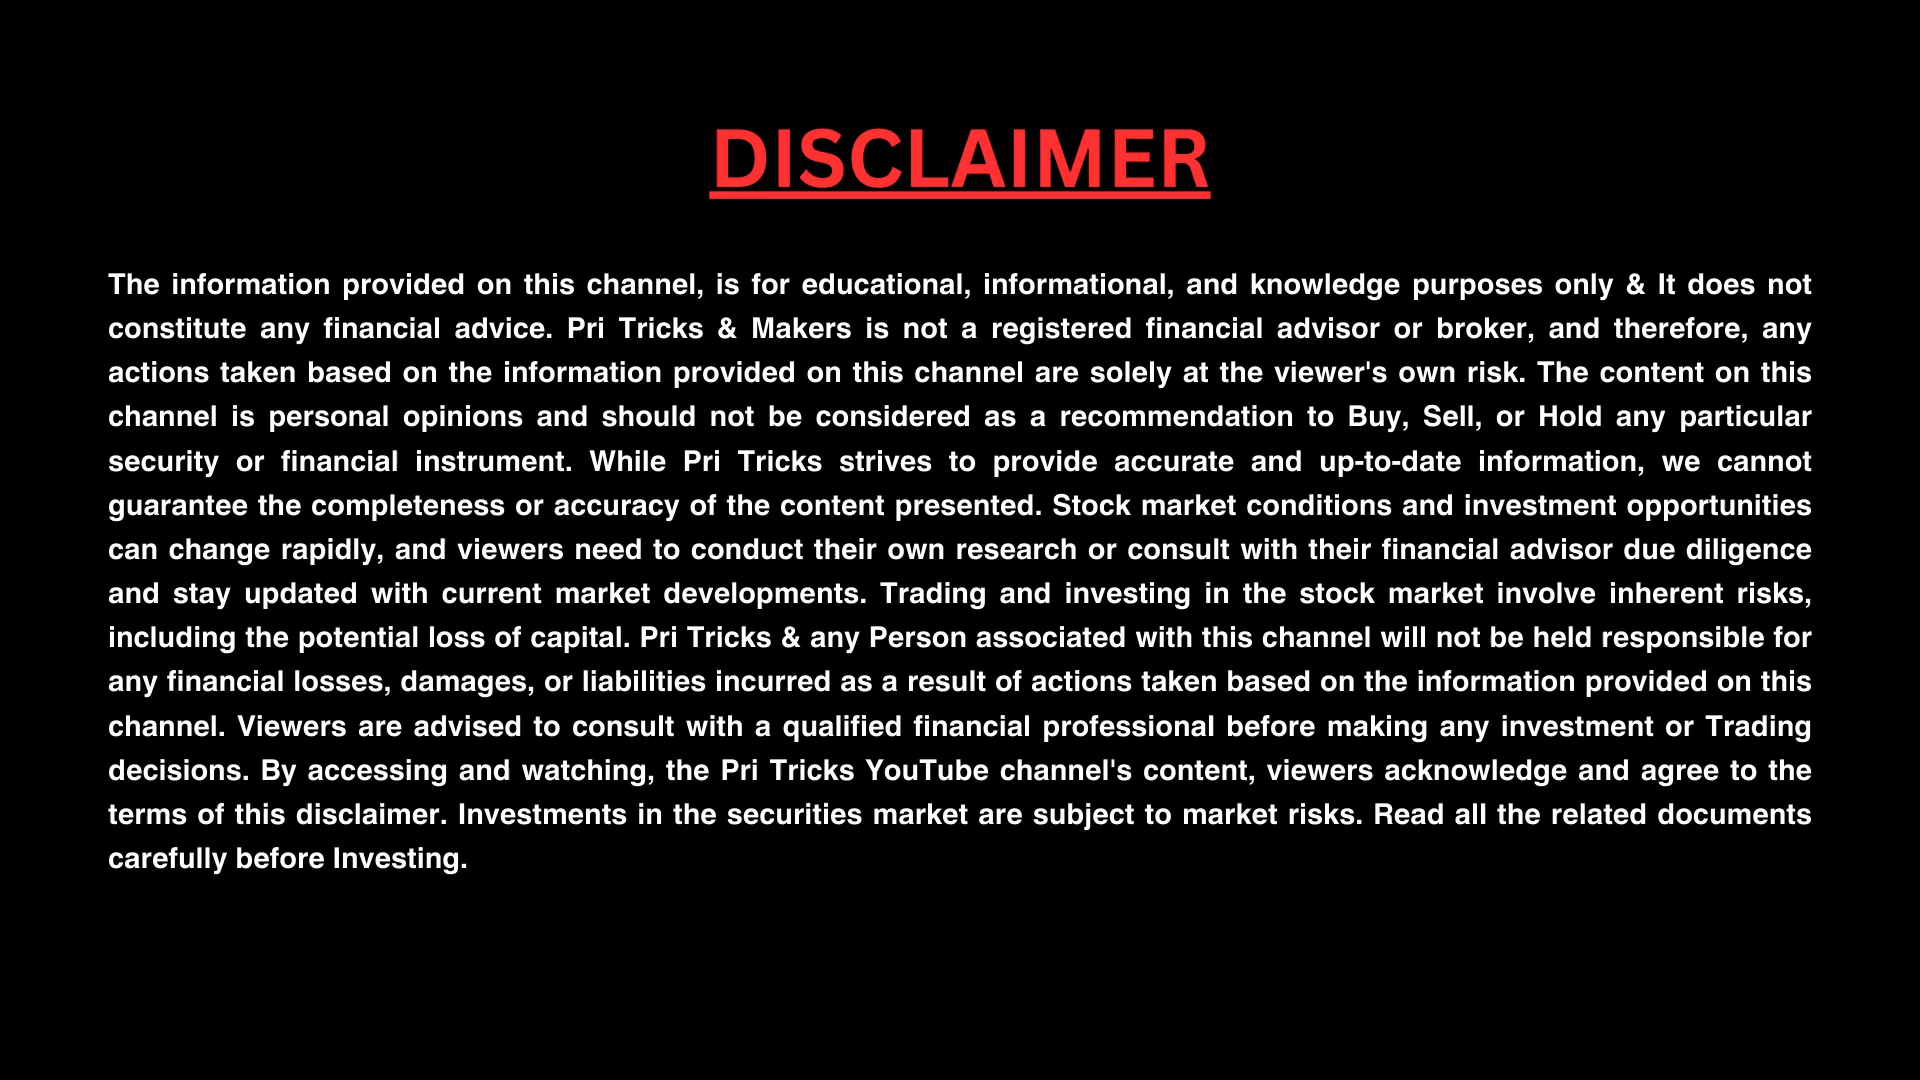 DISCLAIMER
The information provided on this channel, is for educational, informational, and knowledge purposes only & It does not
constitute any financial advice. Pri Tricks & Makers is not a registered financial advisor or broker, and therefore, any
actions taken based on the information provided on this channel are solely at the viewer's own risk. The content on this
channel is personal opinions and should not be considered as a recommendation to Buy, Sell, or Hold any particular
security or financial instrument. While Pri Tricks strives to provide accurate and up-to-date information, we cannot
guarantee the completeness or accuracy of the content presented. Stock market conditions and investment opportunities
can change rapidly, and viewers need to conduct their own research or consult with their financial advisor due diligence
and stay updated with current market developments. Trading and investing in the stock market involve inherent risks,
including the potential loss of capital. Pri Tricks & any Person associated with this channel will not be held responsible for
any financial losses, damages, or liabilities incurred as a result of actions taken based on the information provided on this
channel. Viewers are advised to consult with a qualified financial professional before making any investment or Trading
decisions. By accessing and watching, the Pri Tricks YouTube channel's content, viewers acknowledge and agree to the
terms of this disclaimer. Investments in the securities market are subject to market risks. Read all the related documents
carefully before Investing.